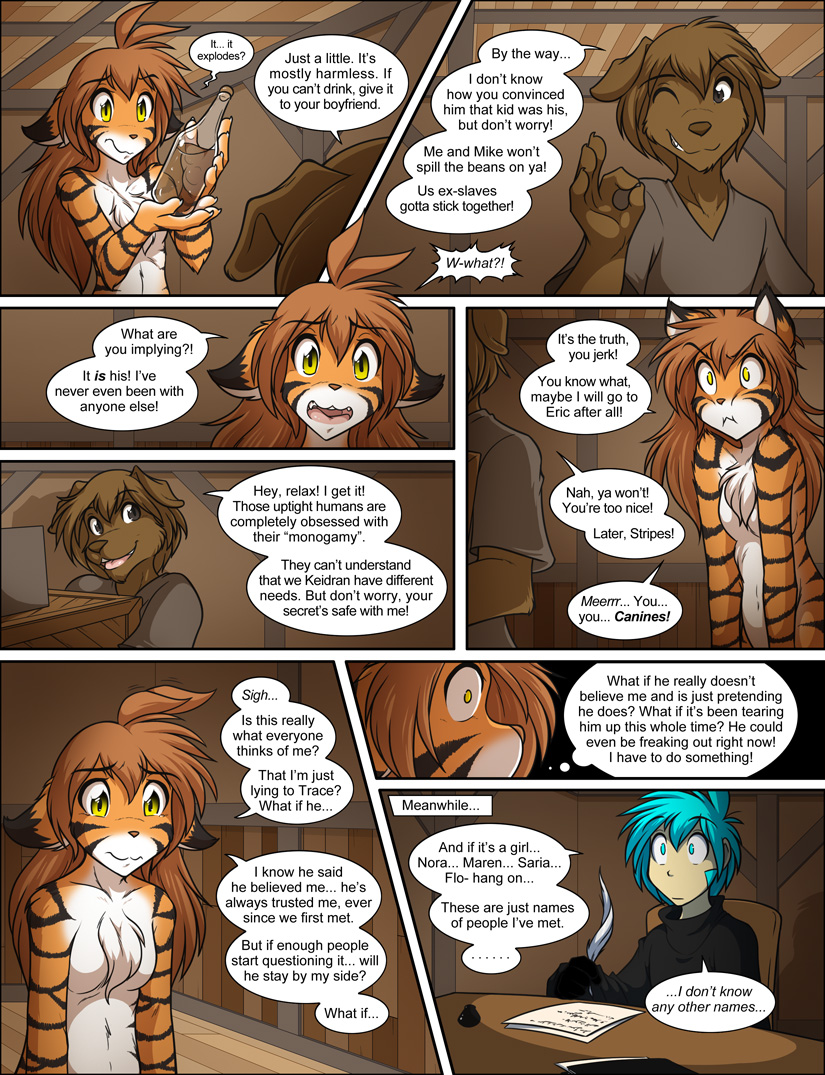 It... it
explodes?
Just a little. It's
mostly harmless. If
you can't drink, give it
to your boyfriend.
By the way...
I don't know
how you convinced
him that kid was his,
but don't worry!
Me and Mike won't
spill the beans on ya!
Us ex-slaves
gotta stick together!
W-what?!
What are
you implying?!
It is his! I've
never even been with
anyone else!
It's the truth,
you jerk!
You know what,
maybe I will go to
Eric after all!
Nah, ya won't!
You're too nice!
Later, Stripes!
Meerrr... You...
you... Canines!
Hey, relax! I get it!
Those uptight humans are
completely obsessed with
their “monogamy”.
They can't understand
that we Keidran have different
needs. But don't worry, your
secret's safe with me!
Sigh...
Is this really
what everyone
thinks of me?
That I'm just
lying to Trace?
What if he...
I know he said
he believed me... he's
always trusted me, ever
since we first met.
But if enough people
start questioning it... will
he stay by my side?
What if...
What if he really doesn't
believe me and is just pretending
he does? What if it's been tearing
him up this whole time? He could
even be freaking out right now!
I have to do something!
Meanwhile...
And if it's a girl...
Nora... Maren... Saria...
Flo- hang on...
These are just names
of people I've met.
. . . . . .
...I don't know
any other names...